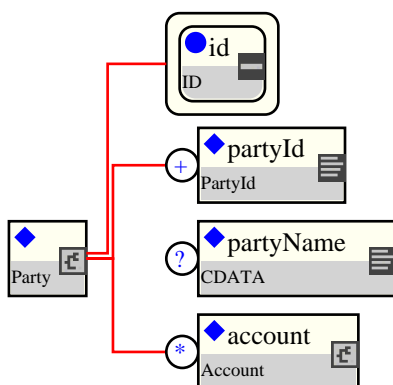 id
ID
+
partyId
PartyId
Party
?
partyName
CDATA
*
account
Account